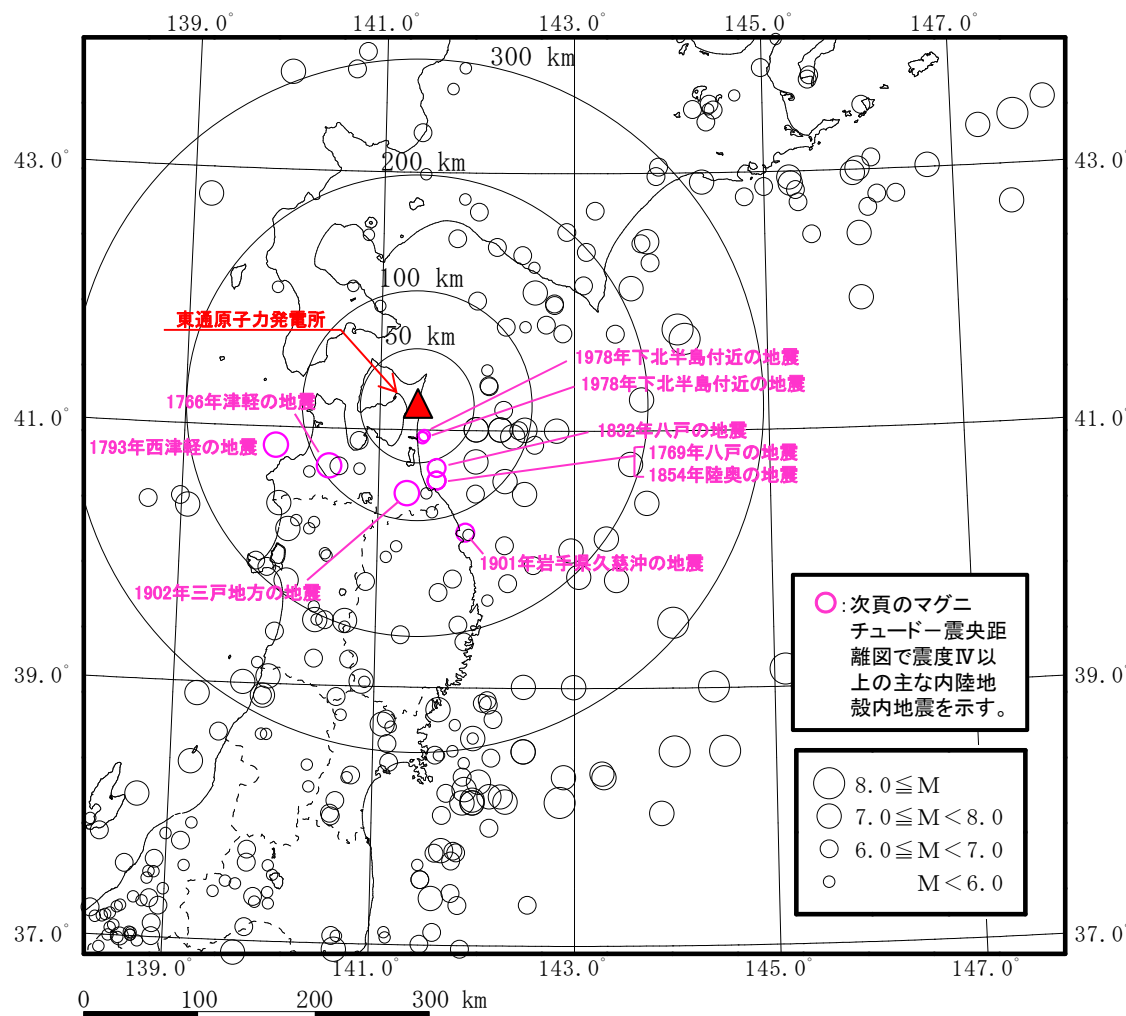 139.0°
141.0°
143.0°
145.0°
147.0°
300 km
43.0°
43.0°
200 km
100 km
東通原子力発電所
50 km
1978年下北半島付近の地震
1978年下北半島付近の地震
1766年津軽の地震
41.0°
41.0°
1832年八戸の地震
1793年西津軽の地震
1769年八戸の地震
1854年陸奥の地震
1901年岩手県久慈沖の地震
1902年三戸地方の地震
:次頁のマグニ
チュードー震央距
離図で震度Ⅳ以
上の主な内陸地
殻内地震を示す。
39.0°
39.0°
8.0≦M
7.0≦M<8.0
6.0≦M<7.0
M<6.0
37.0°
37.0°
139.0°
141.0°
143.0°
145.0°
147.0°
0 100 200 300 km